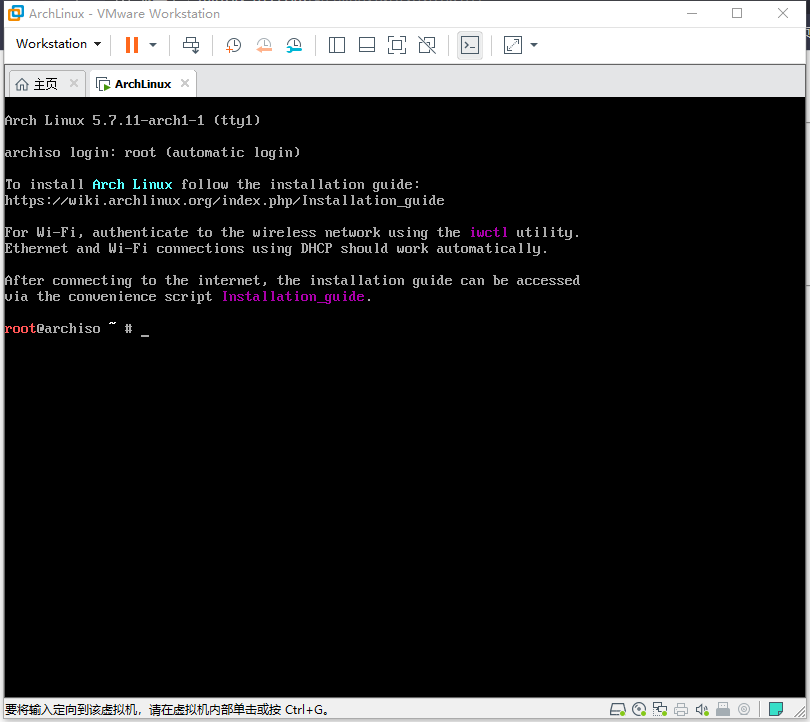 ArchLinux - VMware Workstation
Workstation
主页
ArchLinux
Arch Linux 5.7.11-arch1-1 (tty1)
archiso login: root (automatic login)
To install Arch Linux follow the installation guide:
https://wiki.archlinux.org/index.php/Installation_guide
For Wi-Fi, authenticate to the wireless network using the iwctl utility.
Ethernet and Wi-Fi connections using DHCP should work automatically.
After connecting to the internet, the installation guide can be accessed
via the convenience script Installation_guide.
root@archiso ~ # _
要将输入定向到该虚拟机，请在虚拟机内部单击或按 Ctrl+G。